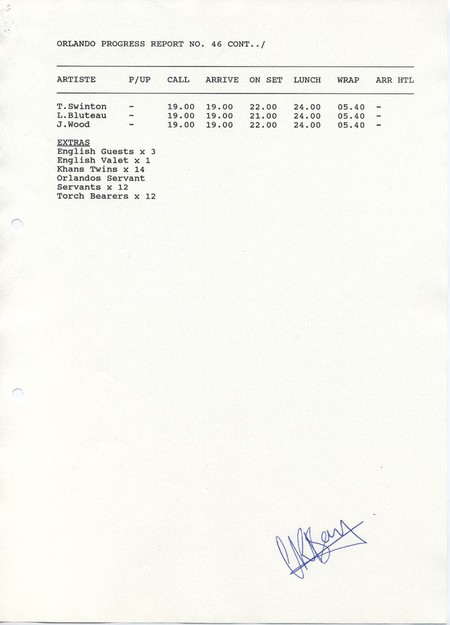 ORLANDO PROGRESS REPORT NO. 46 CONT../
ARTISTE P/UP CALL ARRIVE ON SET LUNCH WRAP ARR HTL
T.Swinton - 19.00 19.00 22.00 24.00 05.40 -
L.Bluteau - 19.00 19.00 21.00 24.00 05.40 -
J.Wood - 19.00 19.00 22.00 24.00 05.40 -
EXTRAS
English Guests x 3
English Valet x 1
Khans Twins x 14
Orlandos Servant
Servants x 12
Torch Bearers x 12